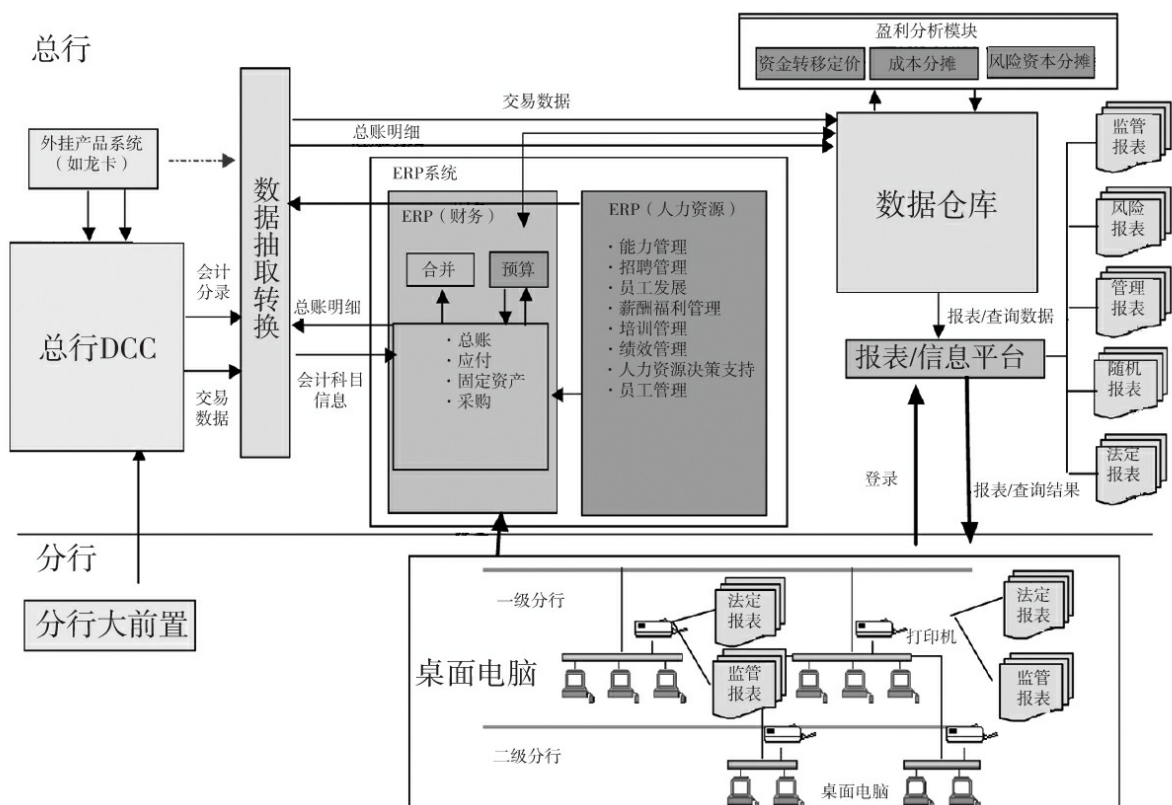 总行
盈利分析模块
资金转移定价
成本分摊
风险资本分摊
交易数据
总账明细
外挂产品系统
（如龙卡）
数据抽取转换
ERP系统
ERP（财务）
合并
预算
ERP（人力资源）
·能力管理
·招聘管理
·员工发展
·薪酬福利管理
·培训管理
·绩效管理
·人力资源决策支持
·员工管理
数据仓库
监管
报表
风险
报表
管理
报表
随机
报表
法定
报表
总行DCC
会计
分录
交易
数据
总账明细
会计科目
信息
·总账
·应付
·固定资产
·采购
报表/查询数据
报表/信息平台
登录
报表/查询结果
分行
分行大前置
一级分行
法定
报表
打印机
法定
报表
桌面电脑
监管
报表
监管
报表
二级分行
桌面电脑